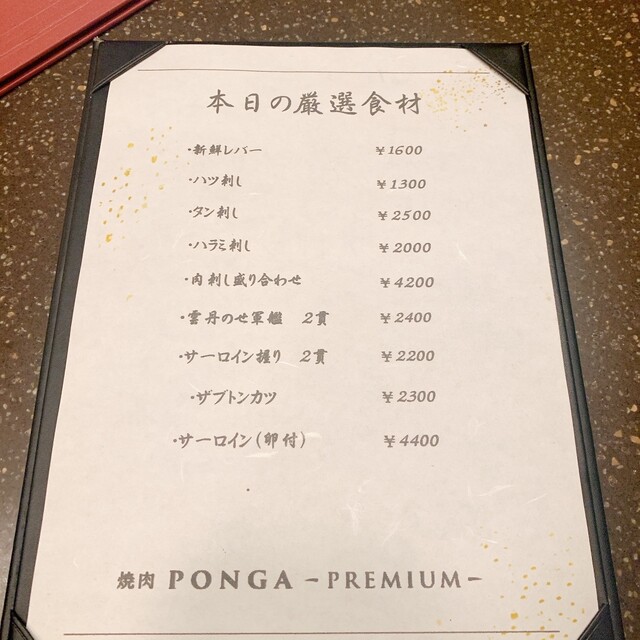 本日の厳選食材
・新鮮レバー ￥1600
・ハツ刺し ￥1300
・タン刺し ￥2500
・ハラミ刺し ￥2000
・肉刺し盛り合わせ ￥4200
・雲丹のせ軍艦 2貫 ￥2400
・サーロイン握り 2貫 ￥2200
・ザブトンカツ ￥2300
・サーロイン(卵付) ￥4400
焼肉 PONGA －PREMIUM－